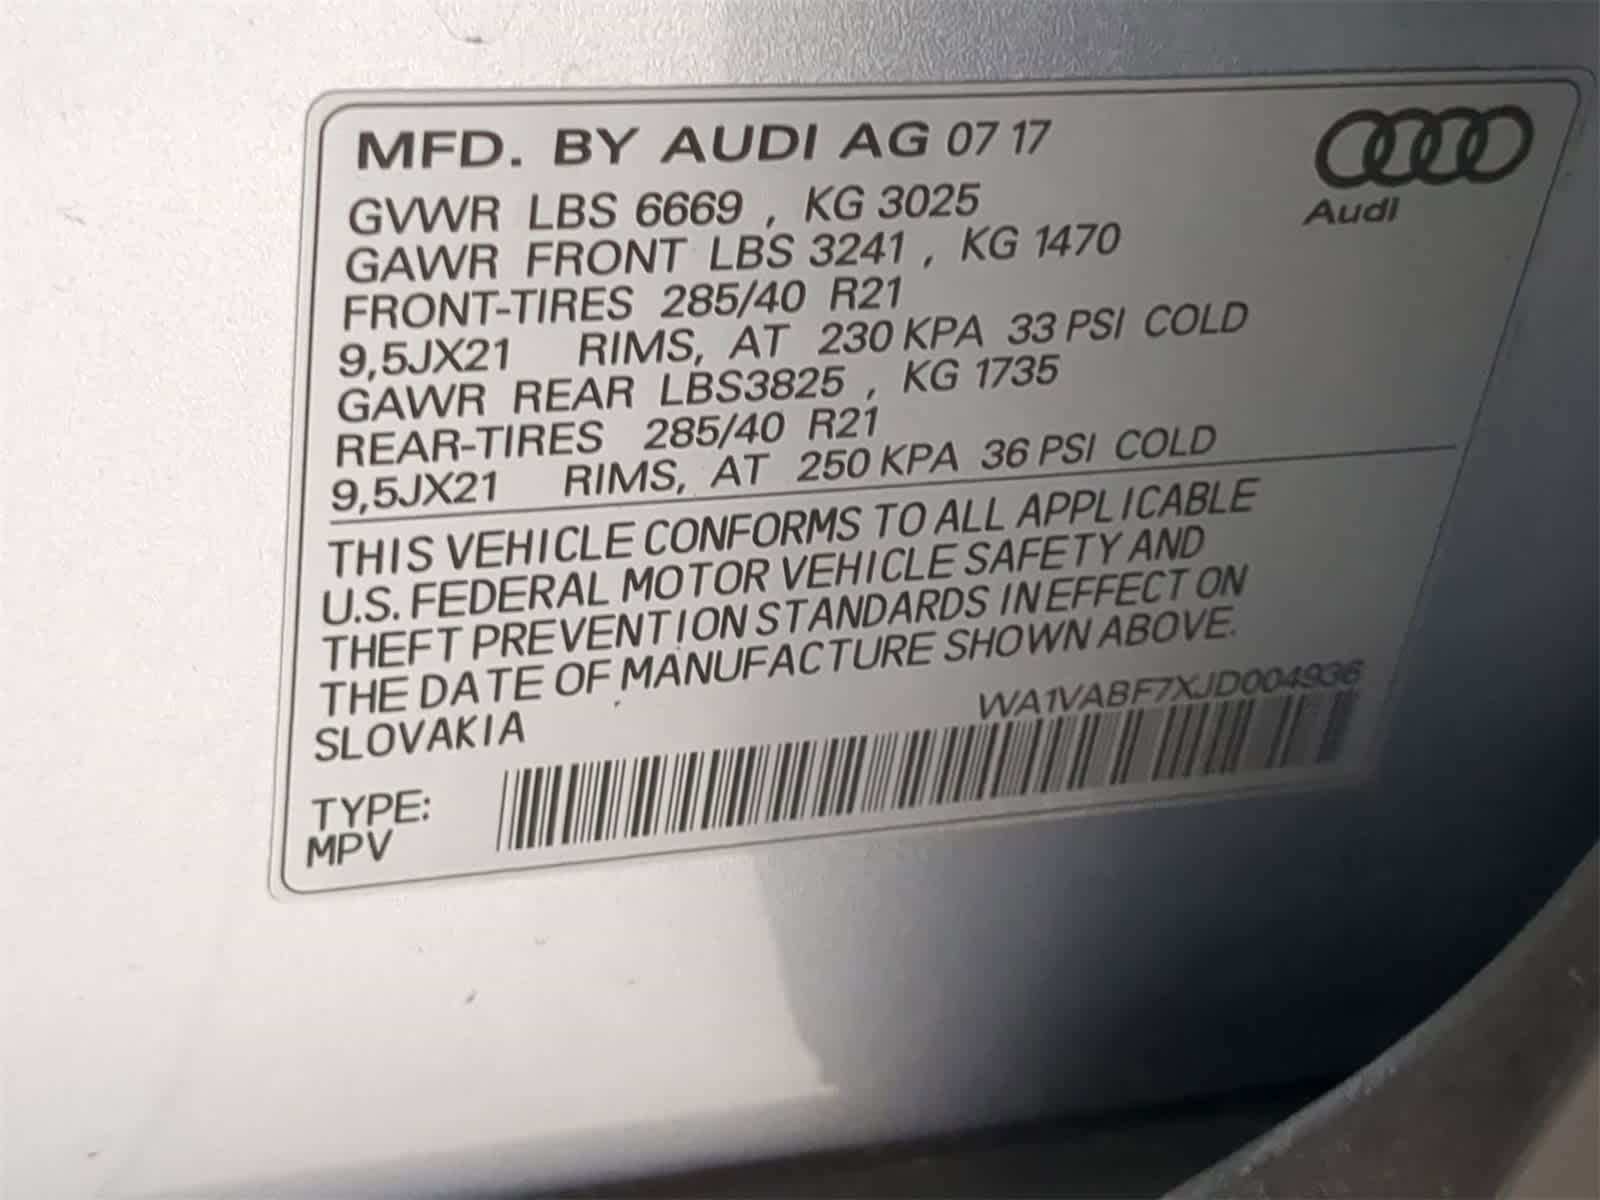 MFD. BY AUDI AG 07 17
Audi
GVWR LBS 6669 , KG 3025
GAWR FRONT LBS 3241 , KG 1470
FRONT-TIRES 285/40 R21
9,5JX21 RIMS, AT 230 KPA 33 PSI COLD
GAWR REAR LBS3825 , KG 1735
REAR-TIRES 285/40 R21
9,5JX21 RIMS, AT 250 KPA 36 PSI COLD
THIS VEHICLE CONFORMS TO ALL APPLICABLE
U.S. FEDERAL MOTOR VEHICLE SAFETY AND
THEFT PREVENTION STANDARDS IN EFFECT ON
THE DATE OF MANUFACTURE SHOWN ABOVE.
SLOVAKIA
WA1VABF7XJD004936
TYPE:
MPV